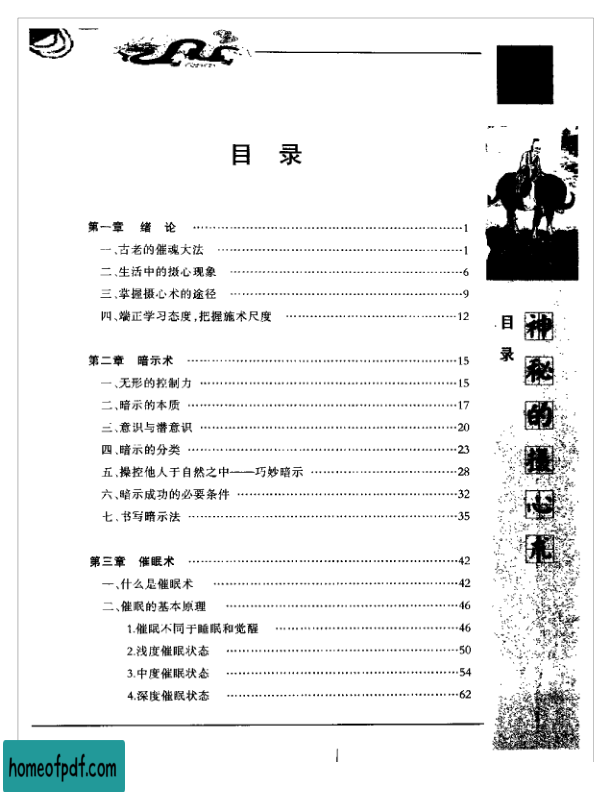 目 录
第一章 绪 论 ……………………………………1
一、古老的催魂大法 ……………………………………1
二、生活中的摄心现象 ……………………………………6
三、掌握摄心术的途径 ……………………………………9
四、端正学习态度,把握施术尺度 ……………………………………12
第二章 暗示术 ……………………………………15
一、无形的控制力 ……………………………………15
二、暗示的本质 ……………………………………17
三、意识与潜意识 ……………………………………20
四、暗示的分类 ……………………………………23
五、操控他人于自然之中——巧妙暗示 ……………………………………28
六、暗示成功的必要条件 ……………………………………32
七、书写暗示法 ……………………………………35
第三章 催眠术 ……………………………………42
一、什么是催眠术 ……………………………………42
二、催眠的基本原理 ……………………………………46
1.催眠不同于睡眠和觉醒 ……………………………………46
2.浅度催眠状态 ……………………………………50
3.中度催眠状态 ……………………………………54
4.深度催眠状态 ……………………………………62
目录
神秘的摄心术
1
homeofpdf.com